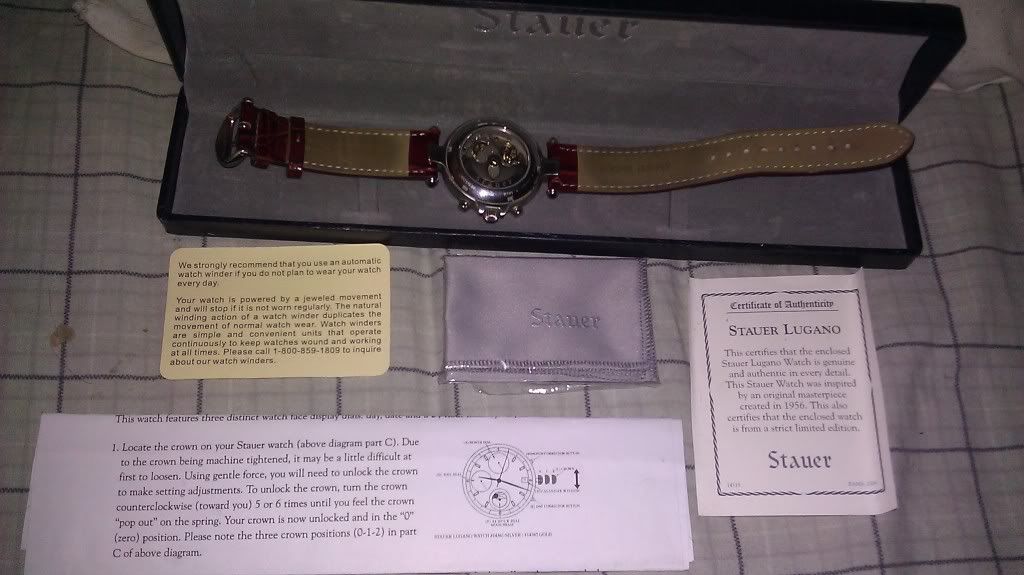 Stauer
We strongly recommend that you use an automatic
watch winder if you do not plan to wear your watch
every day.
Your watch is powered by a jeweled movement
and will stop if it is not worn regularly. The natural
winding action of a watch winder duplicates the
movement of normal watch wear. Watch winders
are simple and convenient units that operate
continuously to keep watches wound and working
at all times. Please call 1-800-859-1809 to inquire
about our watch winders.
Stauer
Certificate of Authenticity
STAUER LUGANO
This certifies that the enclosed
Stauer Lugano Watch is genuine
and authentic in every detail.
This Stauer Watch was inspired
by an original masterpiece
created in 1956. This also
certifies that the enclosed watch
is from a strict limited edition.
Stauer
This watch features three distinct watch face display dials: day, date and
1. Locate the crown on your Stauer watch (above diagram part C). Due
to the crown being machine tightened, it may be a little difficult at
first to loosen. Using gentle force, you will need to unlock the crown
to make setting adjustments. To unlock the crown, turn the crown
counterclockwise (toward you) 5 or 6 times until you feel the crown
"pop out" on the spring. Your crown is now unlocked and in the "0"
(zero) position. Please note the three crown positions (0-1-2) in part
C of above diagram.